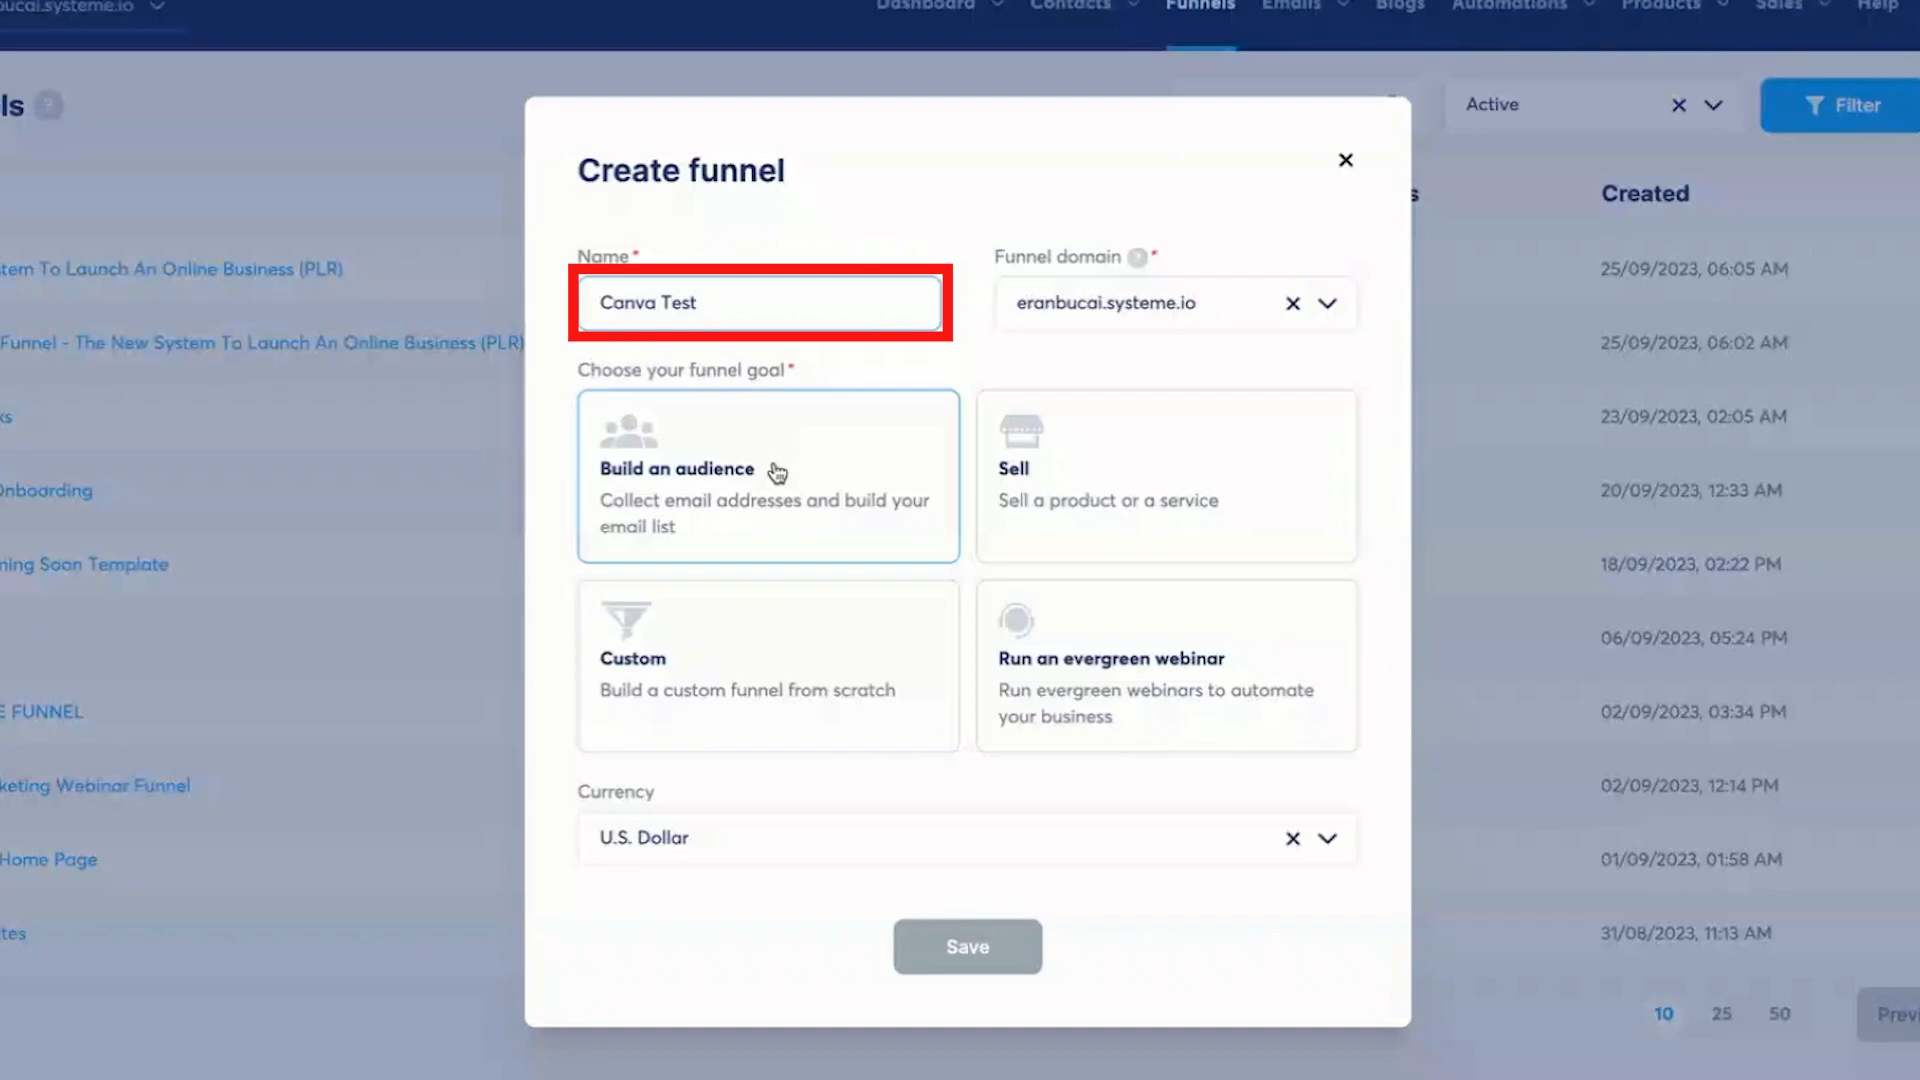 bucai.systeme.io
Dashboard Contacts Funnels Emails Blogs Automations Products Sales Help
ls ?
Active
Filter
Create funnel
s
Created
Name*
Funnel domain ? *
Canva Test
eranbucai.systeme.io
tem To Launch An Online Business (PLR)
25/09/2023, 06:05 AM
Funnel - The New System To Launch An Online Business (PLR)
25/09/2023, 06:02 AM
Choose your funnel goal*
ks
23/09/2023, 02:05 AM
Build an audience
Collect email addresses and build your
email list
Sell
Sell a product or a service
Onboarding
20/09/2023, 12:33 AM
ming Soon Template
18/09/2023, 02:22 PM
06/09/2023, 05:24 PM
Custom
Build a custom funnel from scratch
Run an evergreen webinar
Run evergreen webinars to automate
your business
E FUNNEL
02/09/2023, 03:34 PM
keting Webinar Funnel
02/09/2023, 12:14 PM
Currency
U.S. Dollar
Home Page
01/09/2023, 01:58 AM
tes
31/08/2023, 11:13 AM
Save
10 25 50
Previ